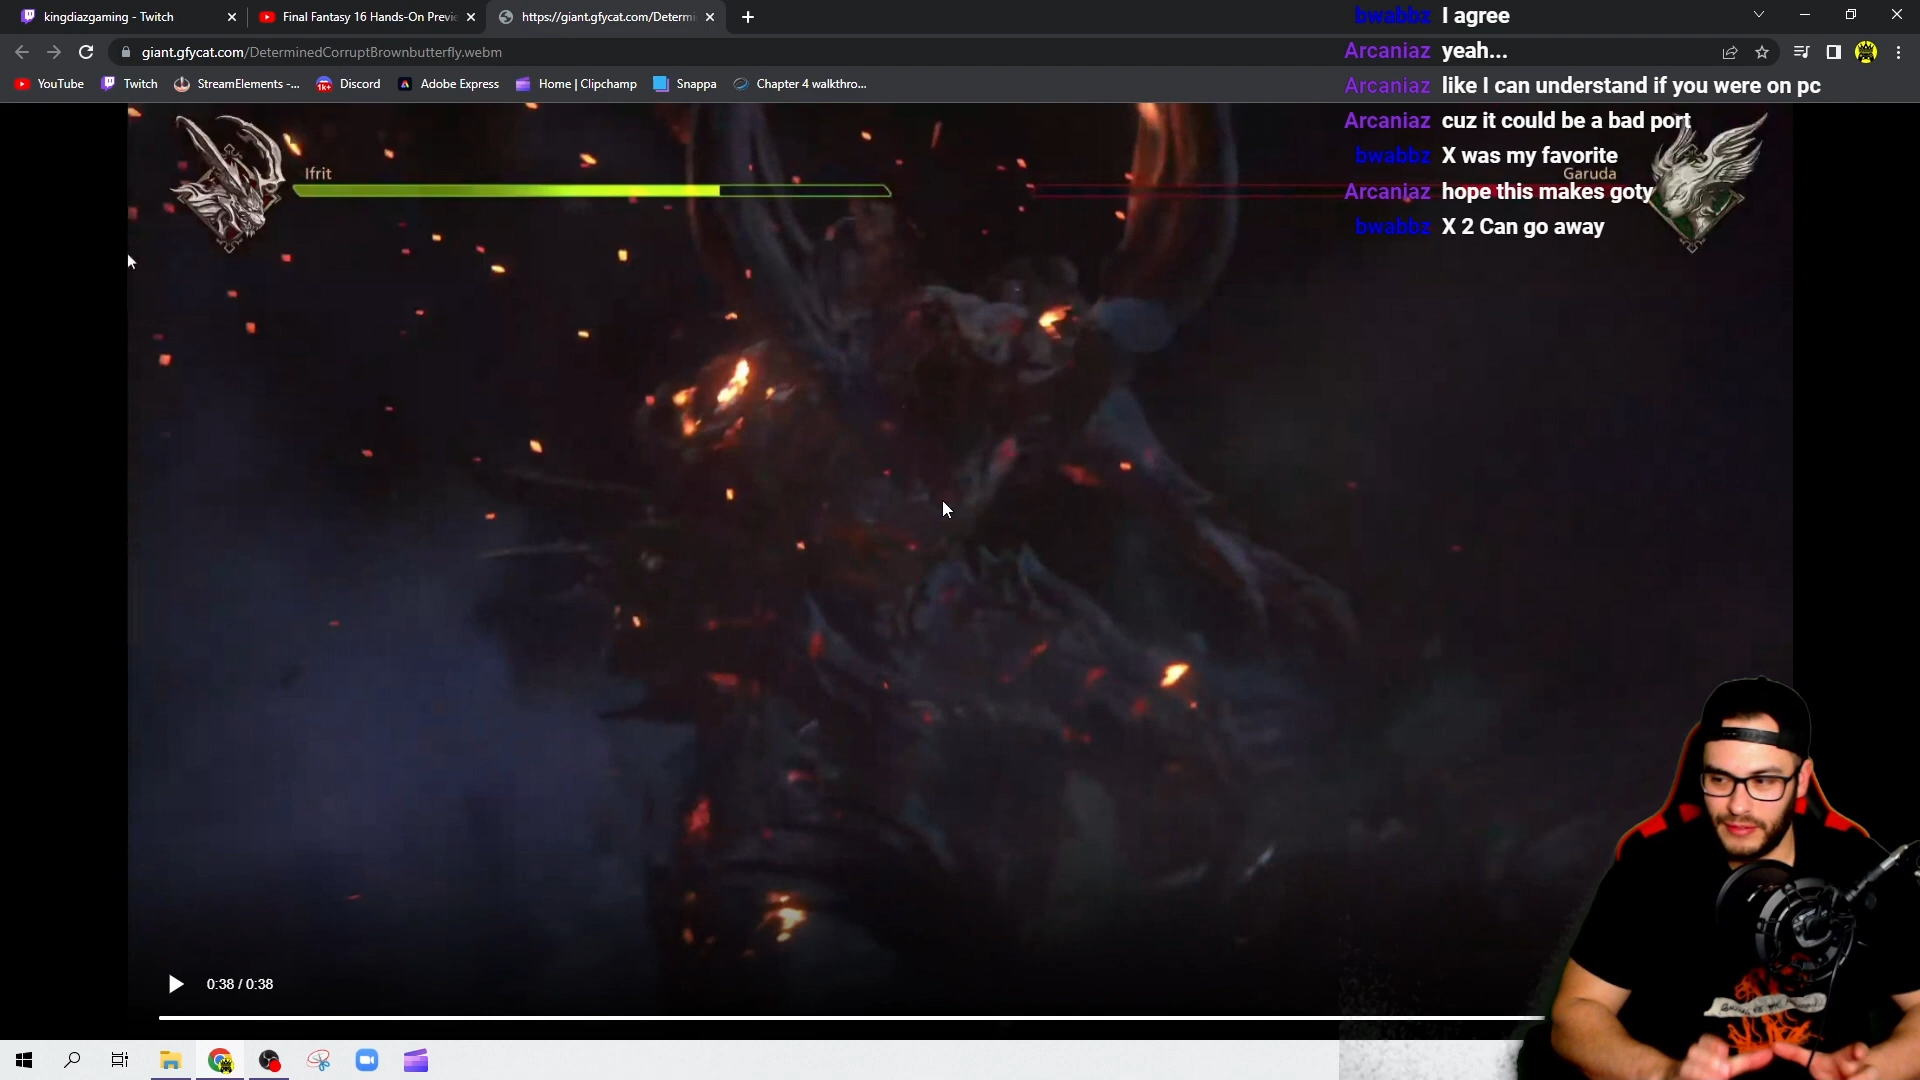 kingdiazgaming - Twitch
Final Fantasy 16 Hands-On Previe
https://giant.gfycat.com/Determi
giant.gfycat.com/DeterminedCorruptBrownbutterfly.webm
YouTube
Twitch
StreamElements -...
Discord
Adobe Express
Home | Clipchamp
Snappa
Chapter 4 walkthro...
bwabbz I agree
Arcaniaz yeah...
Arcaniaz like I can understand if you were on pc
Arcaniaz cuz it could be a bad port
bwabbz X was my favorite
Arcaniaz hope this makes goty
bwabbz X 2 Can go away
Ifrit
Garuda
0:38 / 0:38